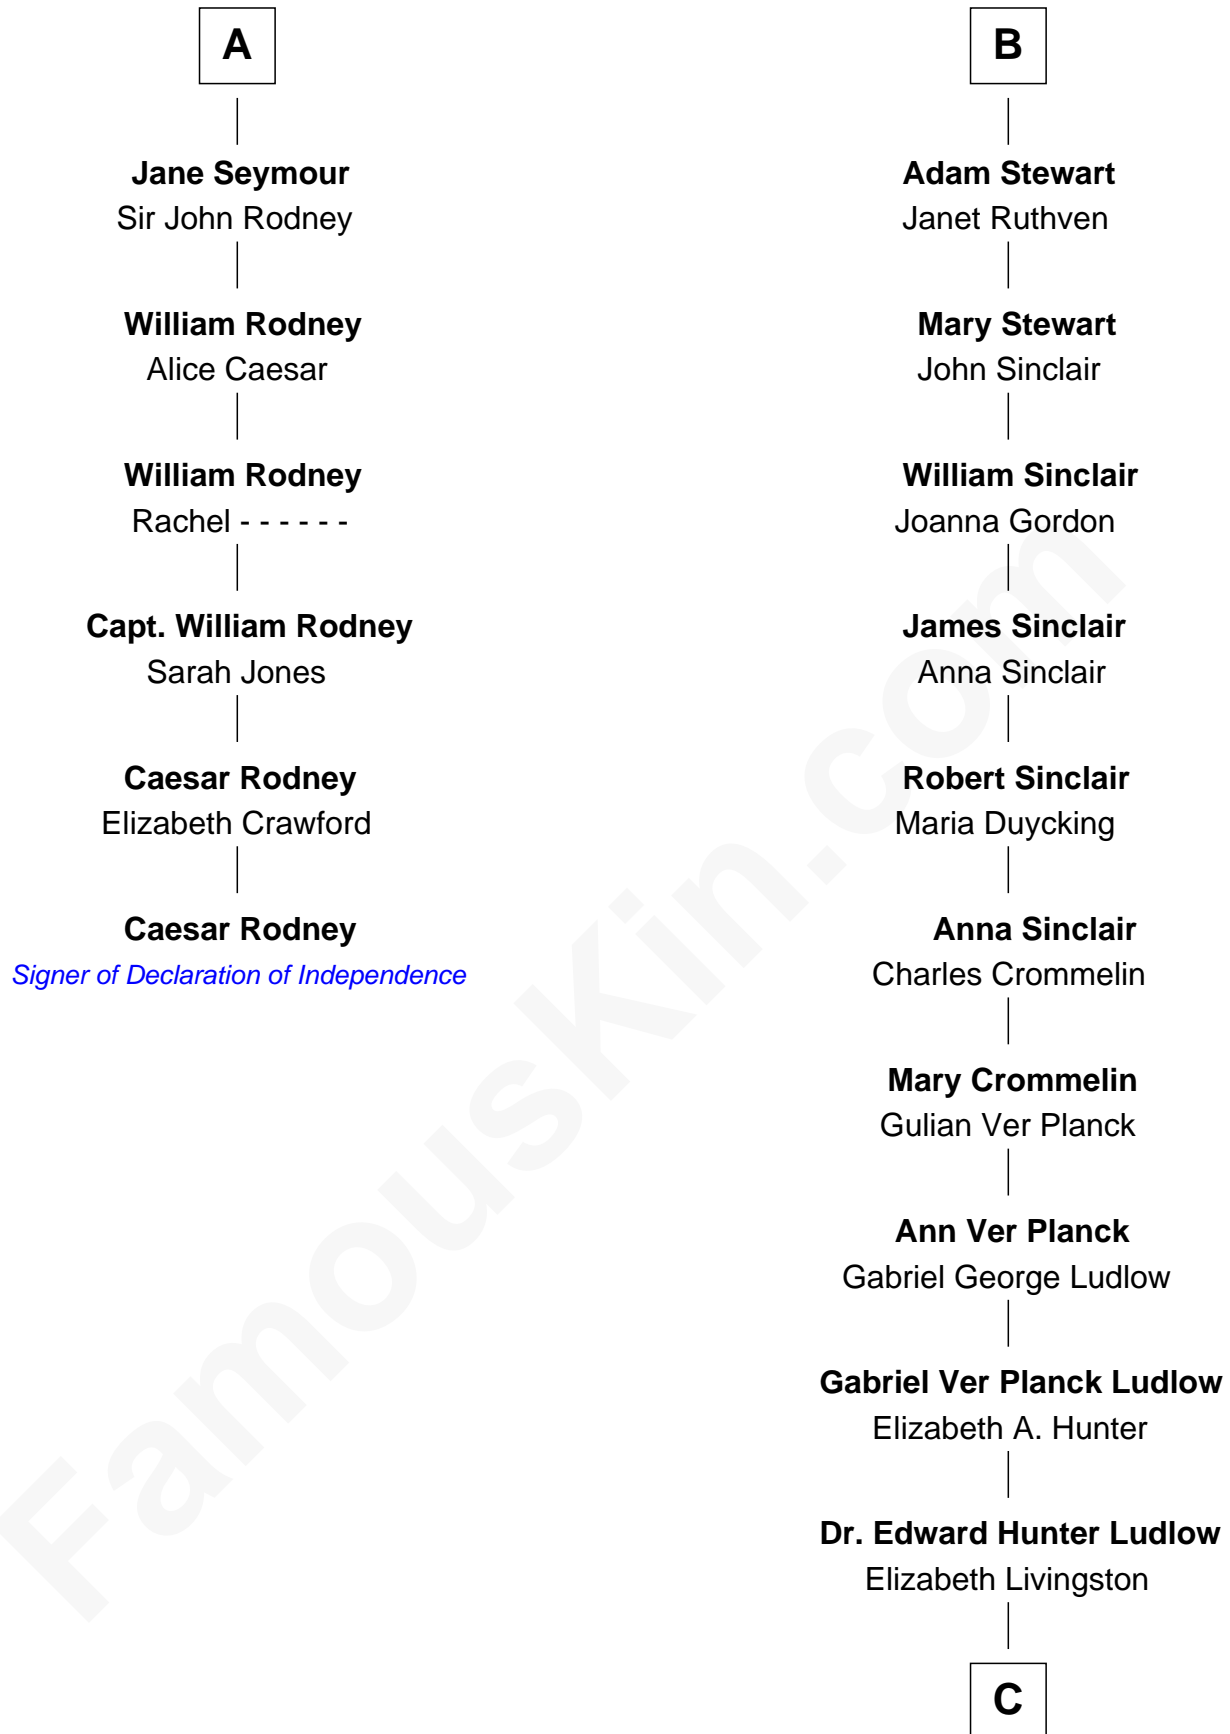 A
Jane Seymour
Sir John Rodney
William Rodney
Alice Caesar
William Rodney
Rachel - - - - - -
Capt. William Rodney
Sarah Jones
Caesar Rodney
Elizabeth Crawford
Caesar Rodney
Signer of Declaration of Independence
B
Adam Stewart
Janet Ruthven
Mary Stewart
John Sinclair
William Sinclair
Joanna Gordon
James Sinclair
Anna Sinclair
Robert Sinclair
Maria Duycking
Anna Sinclair
Charles Crommelin
Mary Crommelin
Gulian Ver Planck
Ann Ver Planck
Gabriel George Ludlow
Gabriel Ver Planck Ludlow
Elizabeth A. Hunter
Dr. Edward Hunter Ludlow
Elizabeth Livingston
C
FamousKin.com